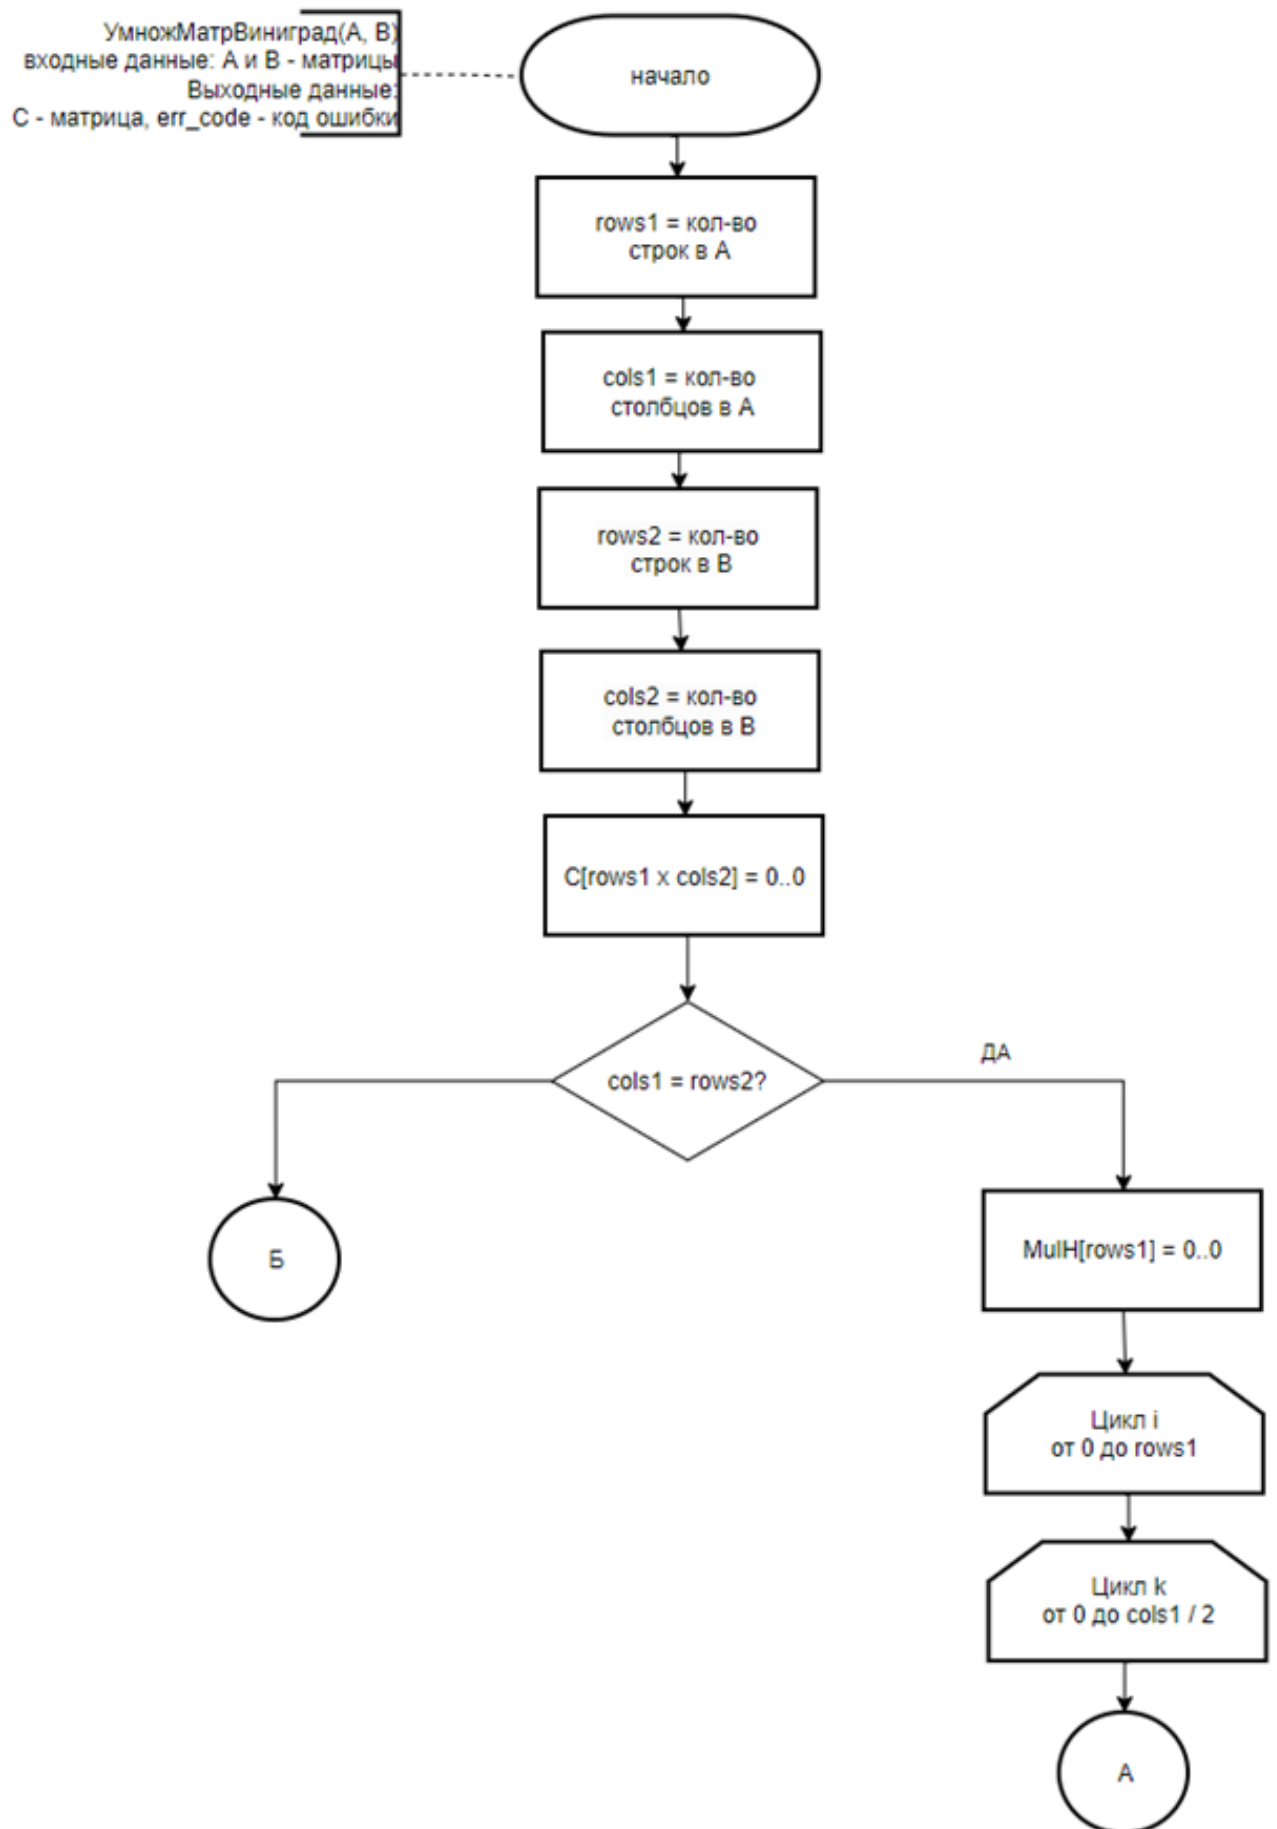 УмножМатрВиниград(А, В)
входные данные: А и В - матрицы
Выходные данные:
С - матрица, err_code - код ошибки
начало
rows1 = кол-во
строк в А
cols1 = кол-во
столбцов в А
rows2 = кол-во
строк в В
cols2 = кол-во
столбцов в В
C[rows1 x cols2] = 0..0
cols1 = rows2?
ДА
Б
MulH[rows1] = 0..0
Цикл i
от 0 до rows1
Цикл k
от 0 до cols1 / 2
А